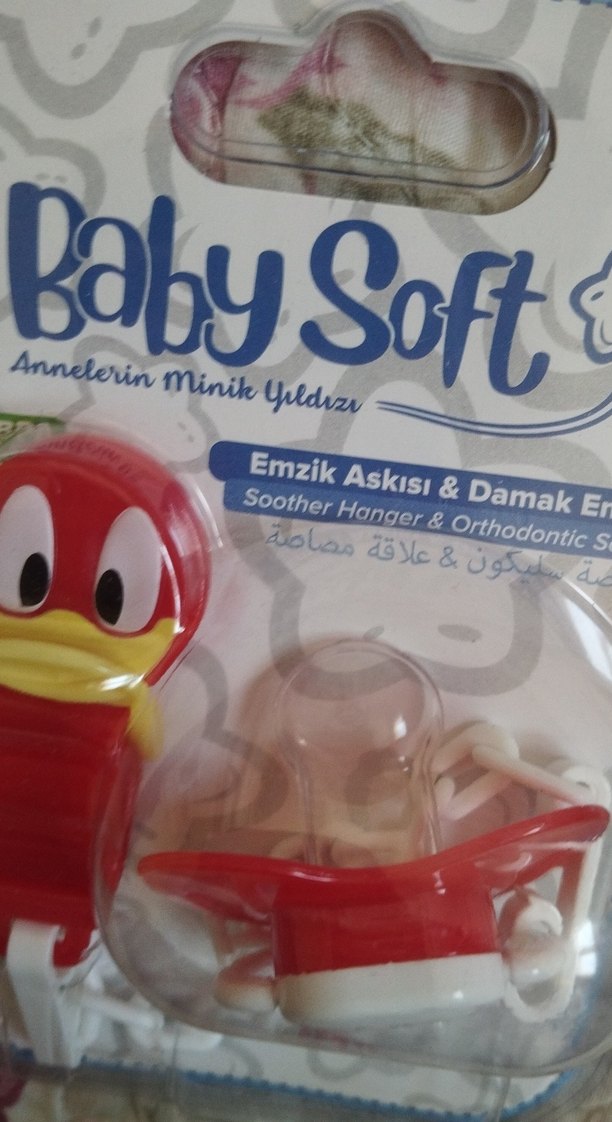 Baby Soft
Annelerin Minik Yıldızı
Emzik Askısı & Damak Em
Soother Hanger & Orthodontic S
سليكون & علاقة مصاصة